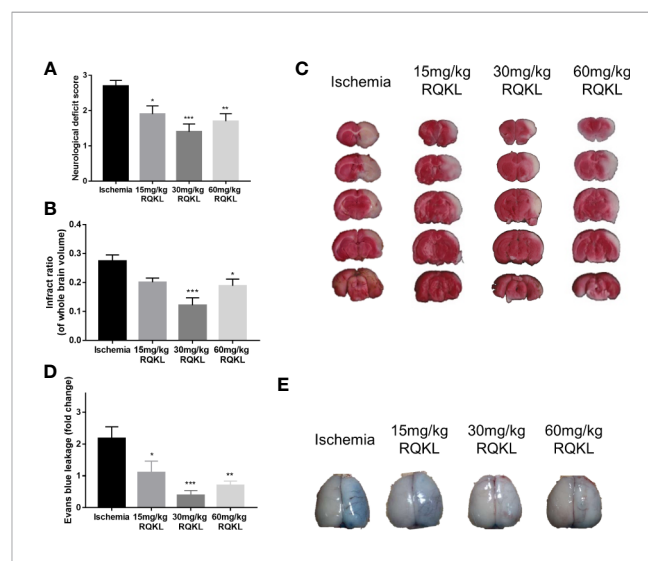 A
Neurological deficit score
3
2
1
0
*
***
**
Ischemia 15mg/kg 30mg/kg 60mg/kg
RQKL RQKL RQKL
B
Infract ratio
(of whole brain volume)
0.4
0.3
0.2
0.1
0.0
***
*
Ischemia 15mg/kg 30mg/kg 60mg/kg
RQKL RQKL RQKL
C
Ischemia 15mg/kg 30mg/kg 60mg/kg
RQKL RQKL RQKL
D
Evans blue leakage (fold change)
3
2
1
0
*
***
**
Ischemia 15mg/kg 30mg/kg 60mg/kg
RQKL RQKL RQKL
E
Ischemia 15mg/kg 30mg/kg 60mg/kg
RQKL RQKL RQKL